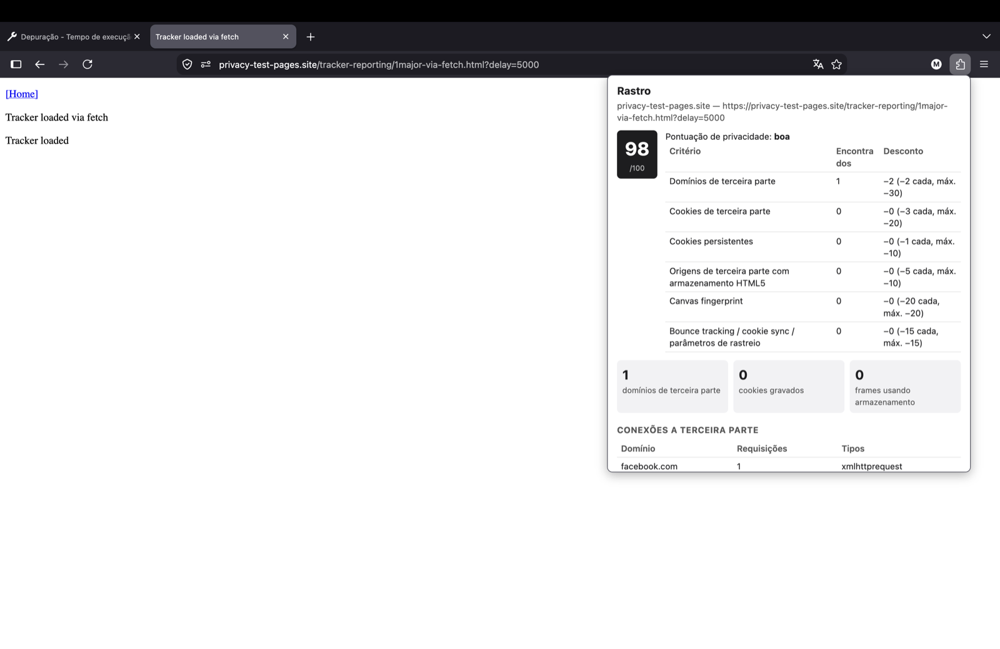 Depuração - Tempo de execuçã
Tracker loaded via fetch
privacy-test-pages.site/tracker-reporting/1major-via-fetch.html?delay=5000
M
[Home]
Tracker loaded via fetch
Tracker loaded
Rastro
privacy-test-pages.site — https://privacy-test-pages.site/tracker-reporting/1major-
via-fetch.html?delay=5000
98
/100
Pontuação de privacidade: boa
Critério Encontra Desconto
dos
Domínios de terceira parte 1 −2 (−2 cada, máx.
−30)
Cookies de terceira parte 0 −0 (−3 cada, máx.
−20)
Cookies persistentes 0 −0 (−1 cada, máx.
−10)
Origens de terceira parte com 0 −0 (−5 cada, máx.
armazenamento HTML5 −10)
Canvas fingerprint 0 −0 (−20 cada,
máx. −20)
Bounce tracking / cookie sync / 0 −0 (−15 cada,
parâmetros de rastreio máx. −15)
1
domínios de terceira parte
0
cookies gravados
0
frames usando
armazenamento
CONEXÕES A TERCEIRA PARTE
Domínio Requisições Tipos
facebook.com 1 xmlhttprequest